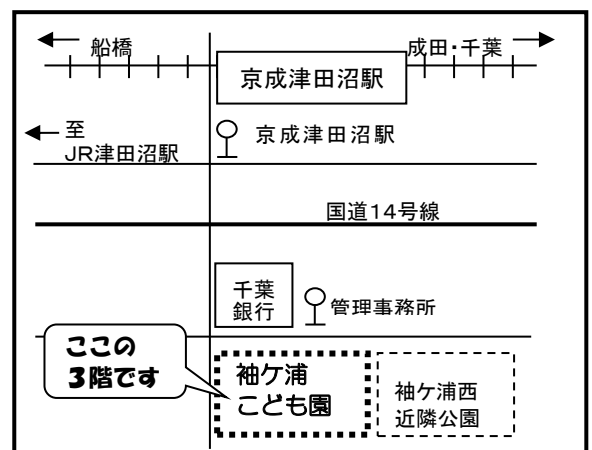 船橋
成田・千葉
京成津田沼駅
至
JR津田沼駅
京成津田沼駅
国道14号線
千葉
銀行
管理事務所
ここの
3階です
袖ケ浦
こども園
袖ケ浦西
近隣公園